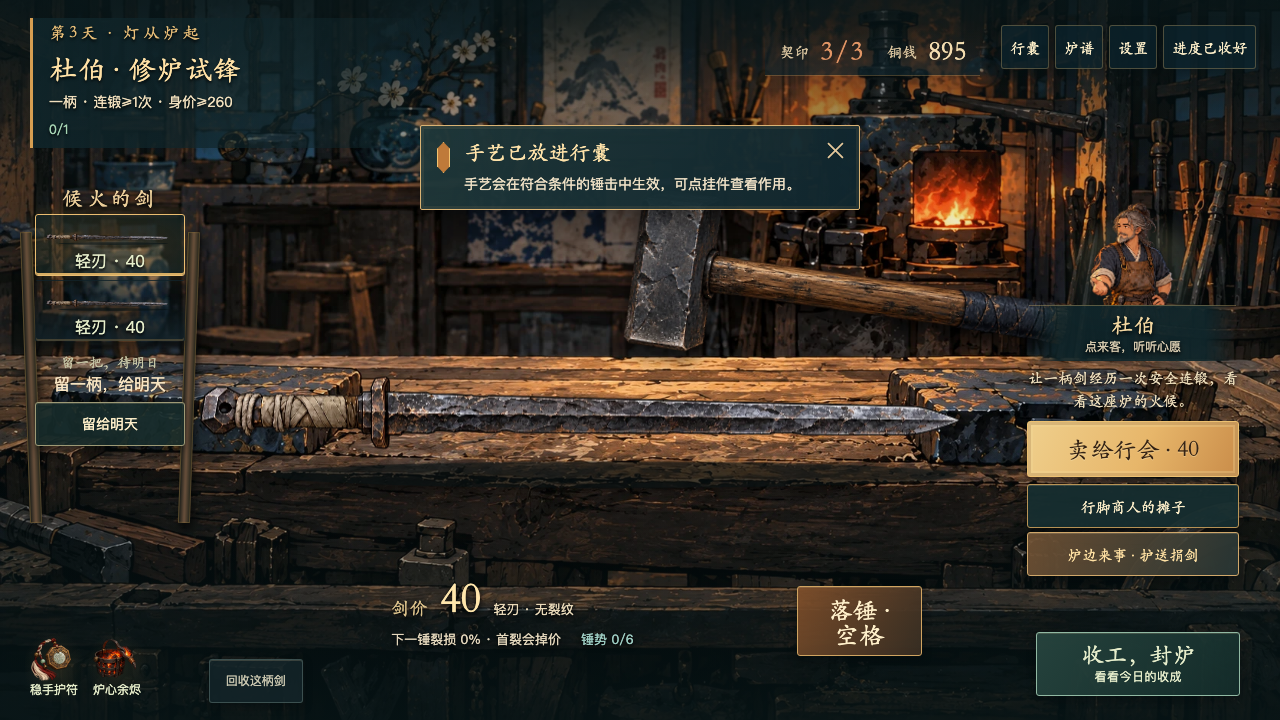 第3天 · 灯从炉起
杜伯 · 修炉试锋
一柄 · 连锻≥1次 · 身价≥260
0/1
契印 3/3 铜钱 895
行囊
炉谱
设置
进度已收好
手艺已放进行囊
手艺会在符合条件的锤击中生效，可点挂件查看作用。
候火的剑
轻刃 · 40
轻刃 · 40
留一把，待明日
留一柄，给明天
留给明天
杜伯
点来客，听听心愿
让一柄剑经历一次安全连锻，看
看这座炉的火候。
卖给行会 · 40
行脚商人的摊子
炉边来事 · 护送捐剑
剑价 40 轻刃 · 无裂纹
下一锤裂损 0% · 首裂会掉价 锤势 0/6
落锤 ·
空格
收工，封炉
看看今日的收成
稳手护符
炉心余烬
回收这柄剑